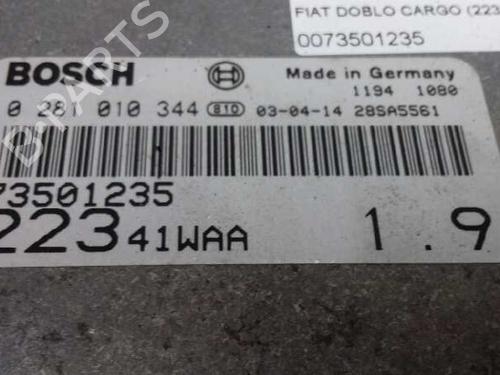 FIAT DOBLO CARGO (223
0073501235
BOSCH
Made in Germany
1194 1080
0 281 010 344 810 03-04-14 28SA5561
73501235
223 41WAA 1.9
B-PARTS